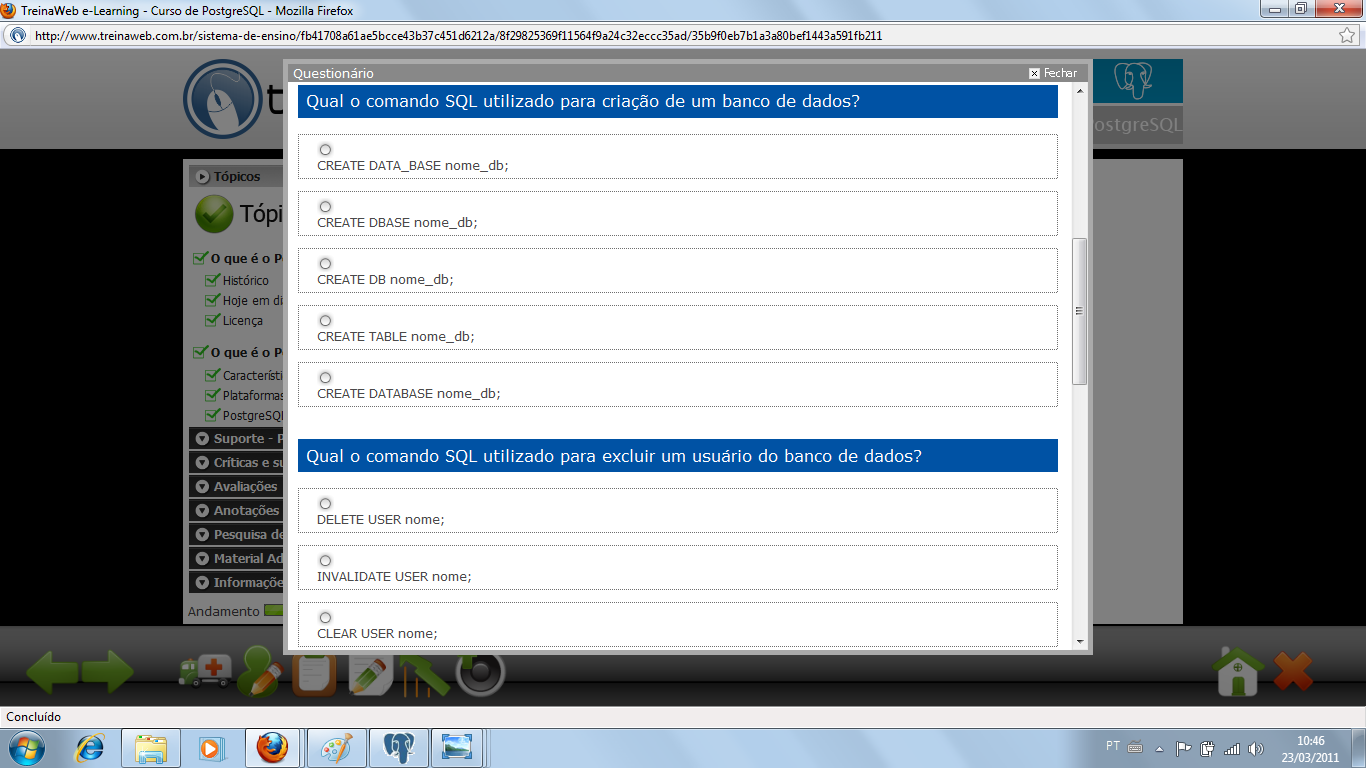 TreinaWeb e-Learning - Curso de PostgreSQL - Mozilla Firefox
http://www.treinaweb.com.br/sistema-de-ensino/fb41708a61ae5bcce43b37c451d6212a/8f29825369f11564f9a24c32eccc35ad/35b9f0eb7b1a3a80bef1443a591fb211
Questionário
Fechar
Qual o comando SQL utilizado para criação de um banco de dados?
CREATE DATA_BASE nome_db;
CREATE DBASE nome_db;
CREATE DB nome_db;
CREATE TABLE nome_db;
CREATE DATABASE nome_db;
Qual o comando SQL utilizado para excluir um usuário do banco de dados?
DELETE USER nome;
INVALIDATE USER nome;
CLEAR USER nome;
ostgreSQL
Tópicos
Tópi
O que é o P
Histórico
Hoje em di
Licença
O que é o P
Característi
Plataformas
PostgreSQL
Suporte - P
Críticas e su
Avaliações
Anotações
Pesquisa de
Material Ad
Informaçõe
Andamento
Concluído
PT
10:46
23/03/2011